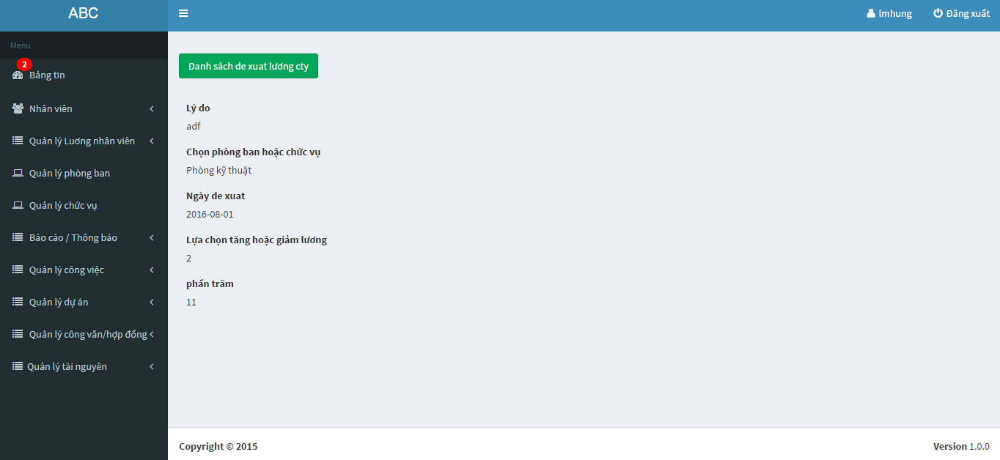 ABC
lmhung
Đăng xuất
Menu
2
Bảng tin
Nhân viên
Quản lý Lương nhân viên
Quản lý phòng ban
Quản lý chức vụ
Báo cáo / Thông báo
Quản lý công việc
Quản lý dự án
Quản lý công văn/hợp đồng
Quản lý tài nguyên
Danh sách de xuat lương cty
Lý do
adf
Chọn phòng ban hoặc chức vụ
Phòng kỹ thuật
Ngày de xuat
2016-08-01
Lựa chọn tăng hoặc giảm lương
2
phần trăm
11
Copyright © 2015
Version 1.0.0